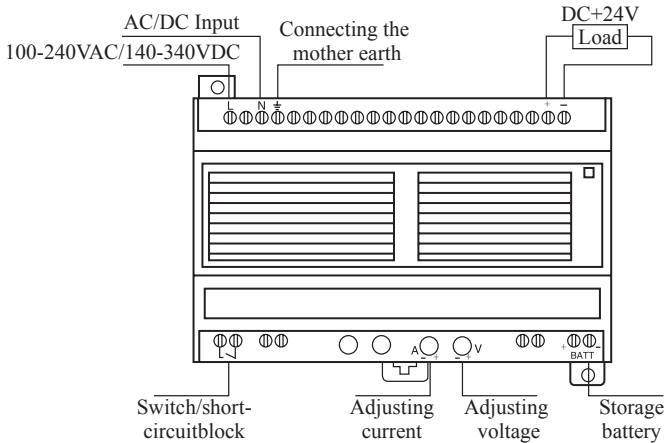 AC/DC Input
100-240VAC/140-340VDC
Connecting the
mother earth
DC+24V
Load
L N + −
A - + - + V
+ -
BATT
Switch/short-
circuitblock
Adjusting
current
Adjusting
voltage
Storage
battery